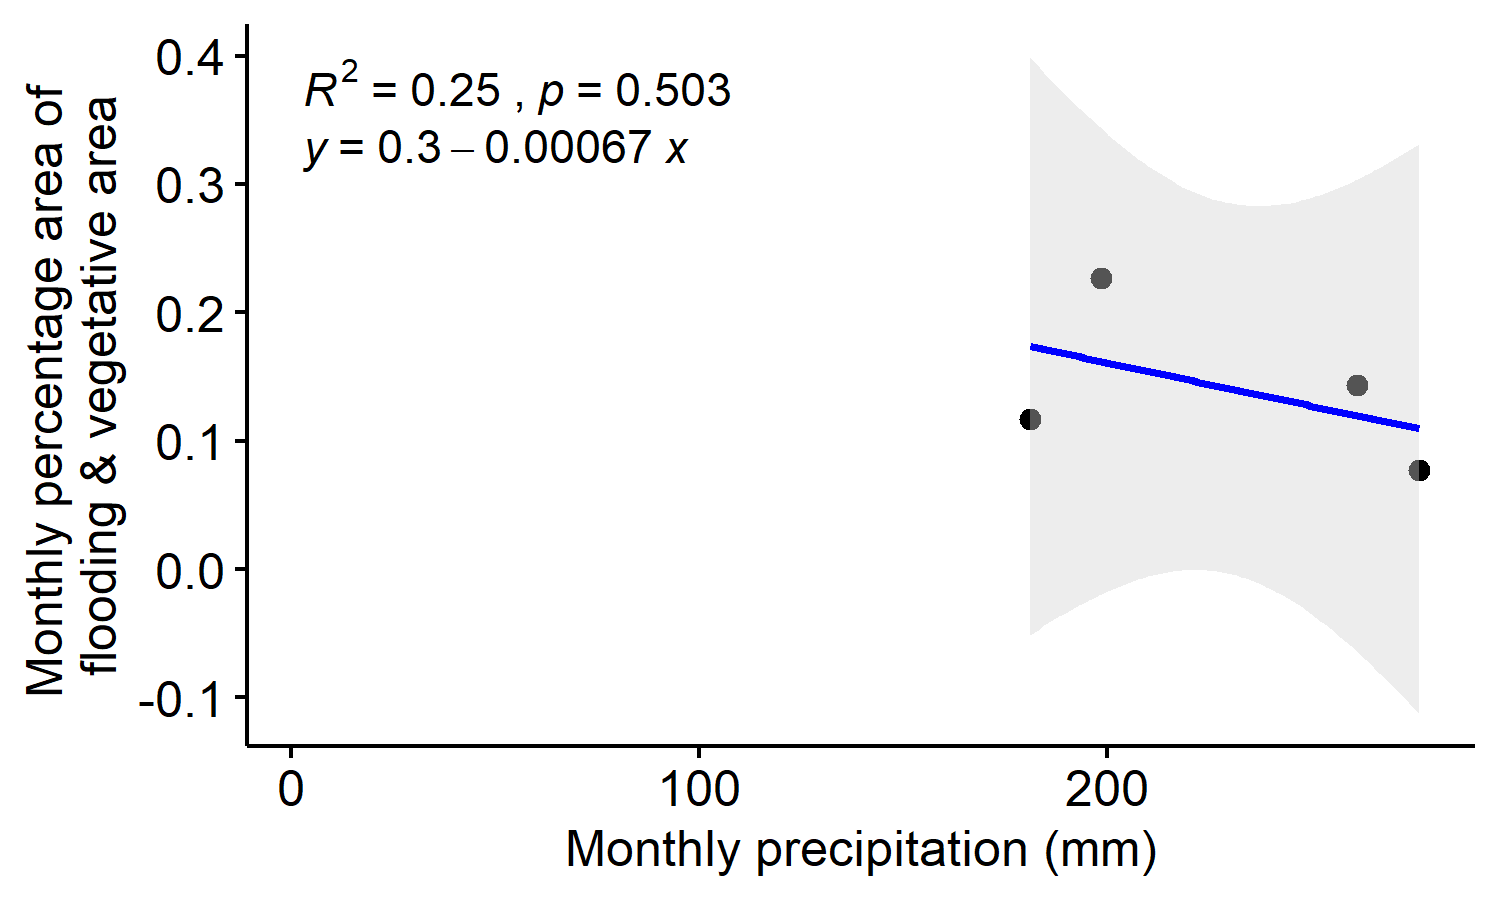 R² = 0.25 , p = 0.503
y = 0.3 – 0.00067 x
Monthly percentage area of
flooding & vegetative area
0.4
0.3
0.2
0.1
0.0
-0.1
0 100 200
Monthly precipitation (mm)